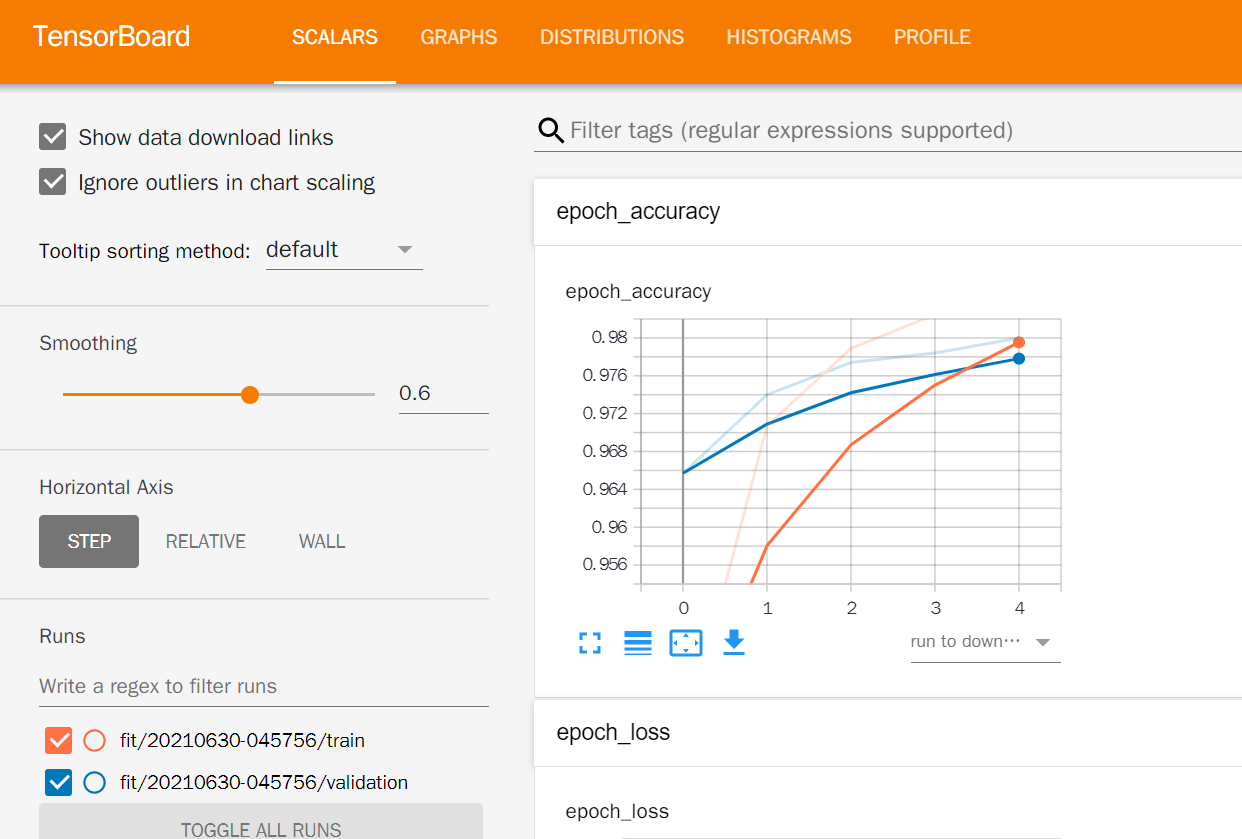 TensorBoard SCALARS GRAPHS DISTRIBUTIONS HISTOGRAMS PROFILE
Show data download links
Ignore outliers in chart scaling
Tooltip sorting method: default
Smoothing
0.6
Horizontal Axis
STEP RELATIVE WALL
Runs
Write a regex to filter runs
fit/20210630-045756/train
fit/20210630-045756/validation
TOGGLE ALL RUNS
Filter tags (regular expressions supported)
epoch_accuracy
epoch_accuracy
0.98
0.976
0.972
0.968
0.964
0.96
0.956
0 1 2 3 4
run to down···
epoch_loss
epoch_loss